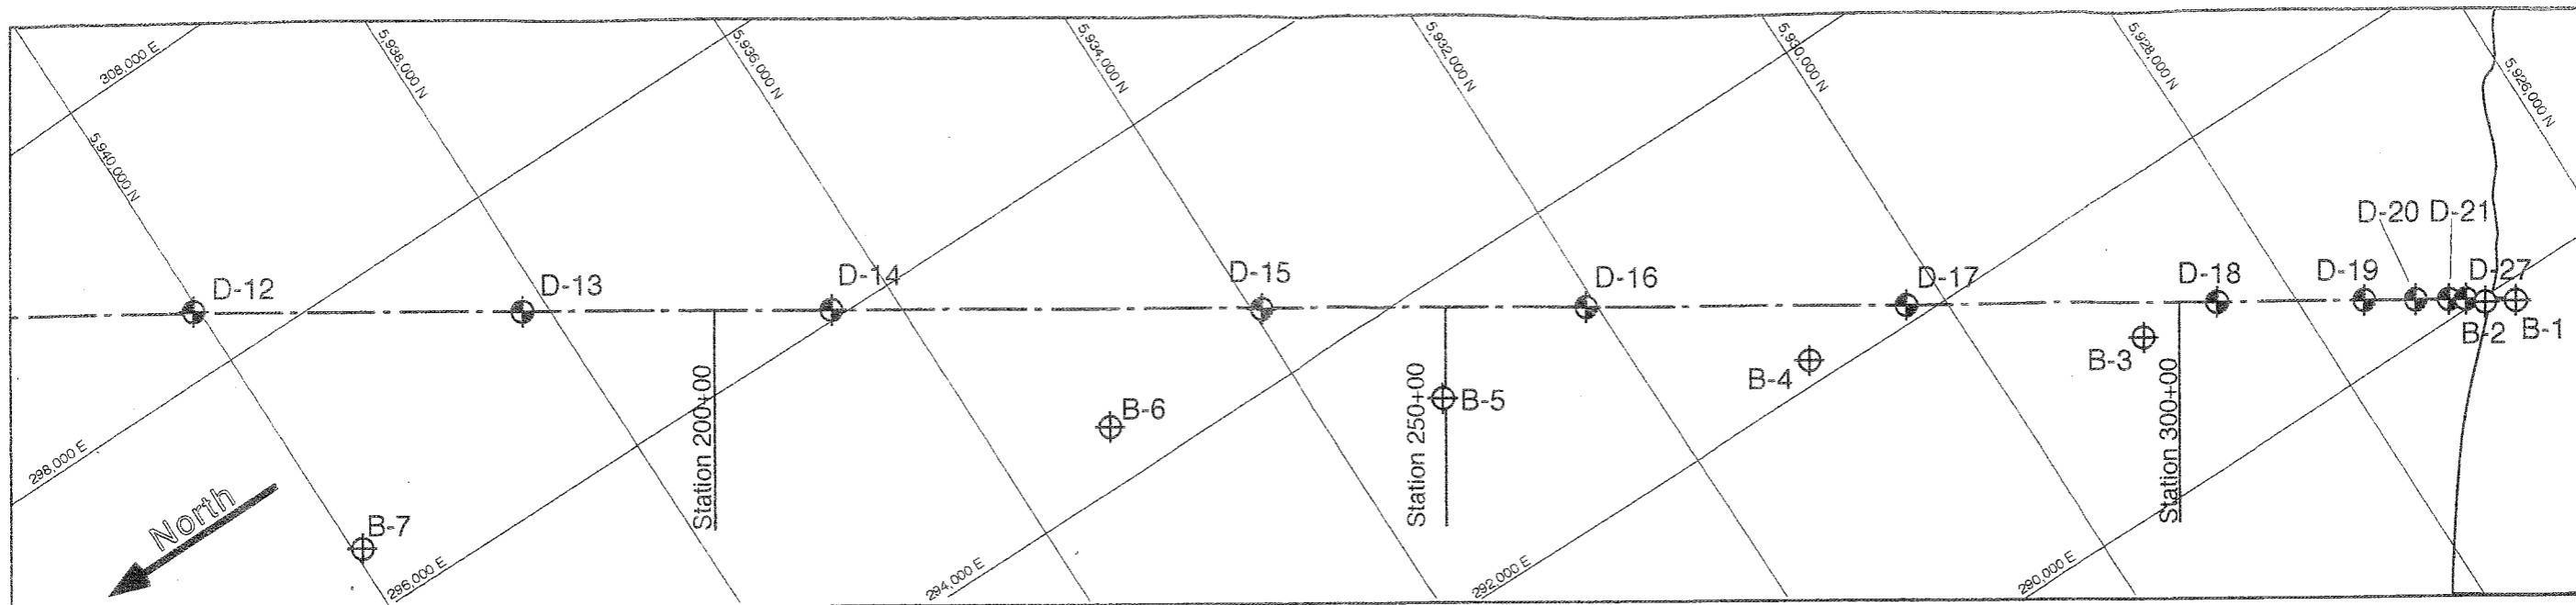 308,000 E
5,940,000 N
5,938,000 N
5,936,000 N
5,934,000 N
5,932,000 N
5,930,000 N
5,928,000 N
5,926,000 N
D-20
D-21
D-12
D-13
D-14
D-15
D-16
D-17
D-18
D-19
D-27
B-2
B-1
B-3
B-4
B-5
B-6
B-7
Station 200+00
Station 250+00
Station 300+00
298,000 E
North
296,000 E
294,000 E
292,000 E
290,000 E